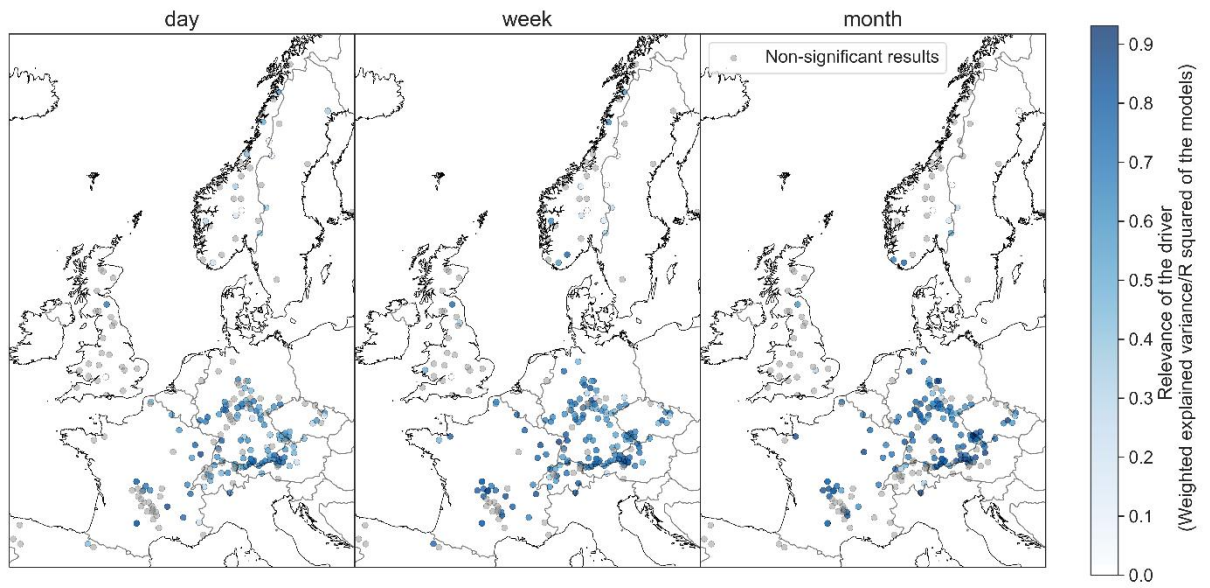 day
week
month
Non-significant results
0.9
0.8
0.7
0.6
0.5
0.4
0.3
0.2
0.1
0.0
Relevance of the driver
(Weighted explained variance/R squared of the models)